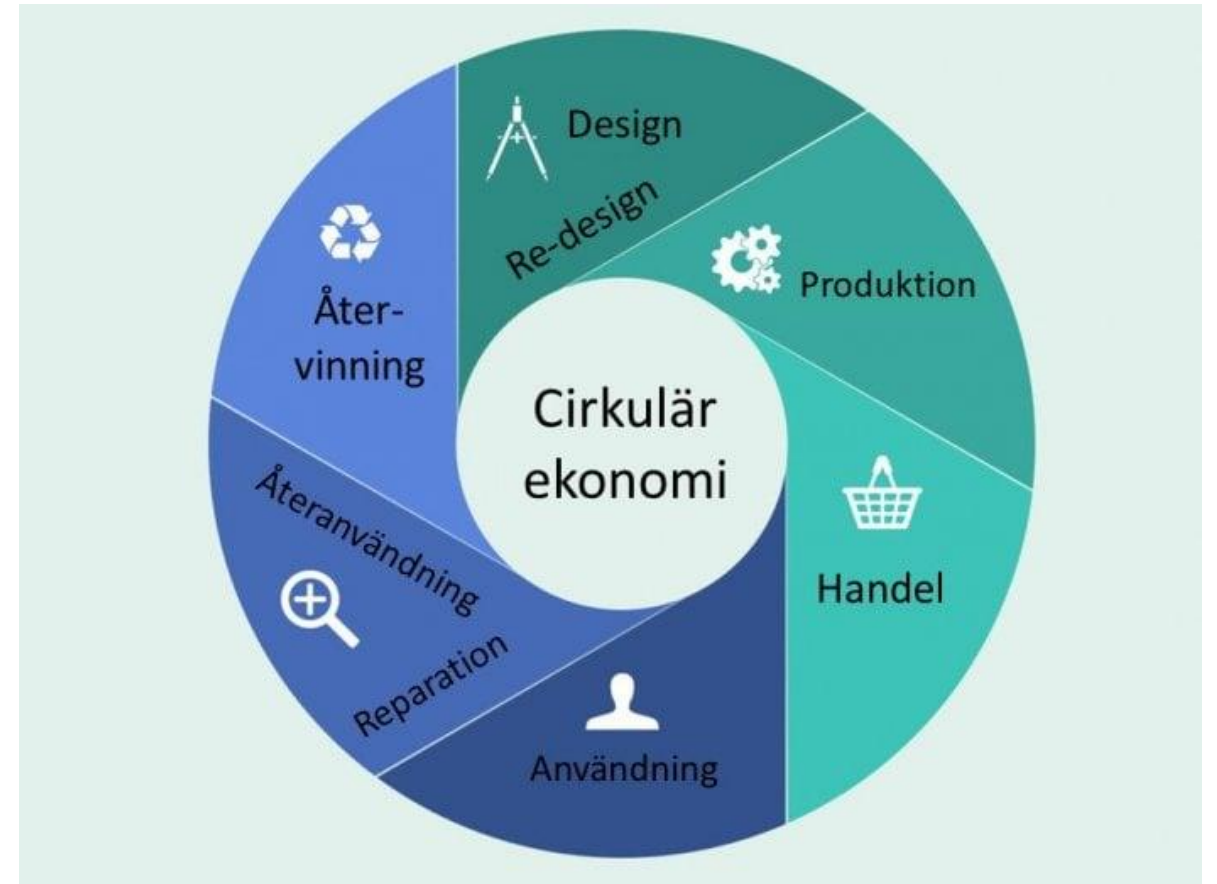 Design
Re-design
Produktion
Handel
Användning
Återanvändning
Reparation
Åter-
vinning
Cirkulär
ekonomi